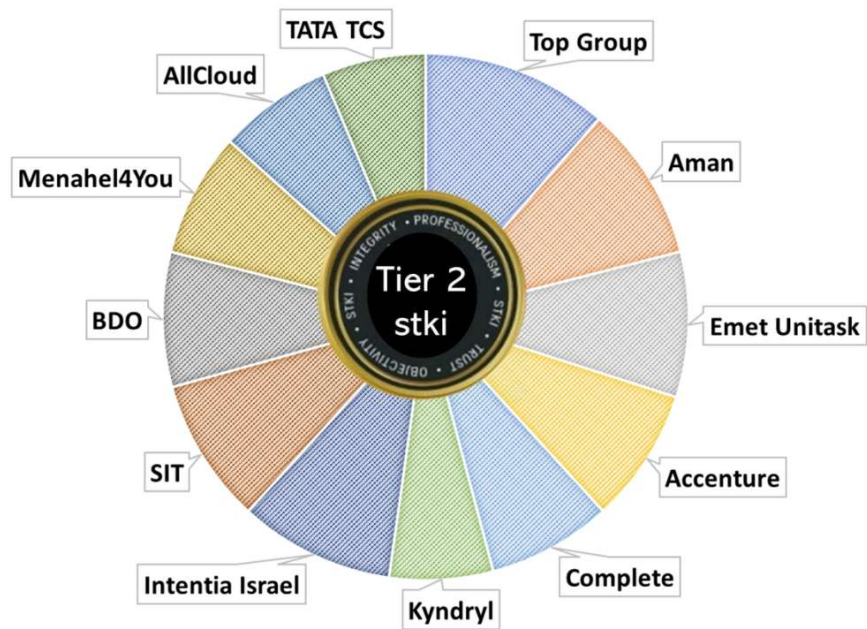 TATA TCS
Top Group
AllCloud
Aman
Menahel4You
BDO
Emet Unitask
SIT
Accenture
Intentia Israel
Complete
Kyndryl
Tier 2
stki
STKI • INTEGRITY • PROFESSIONALISM • STKI • TRUST • OBJECTIVITY •